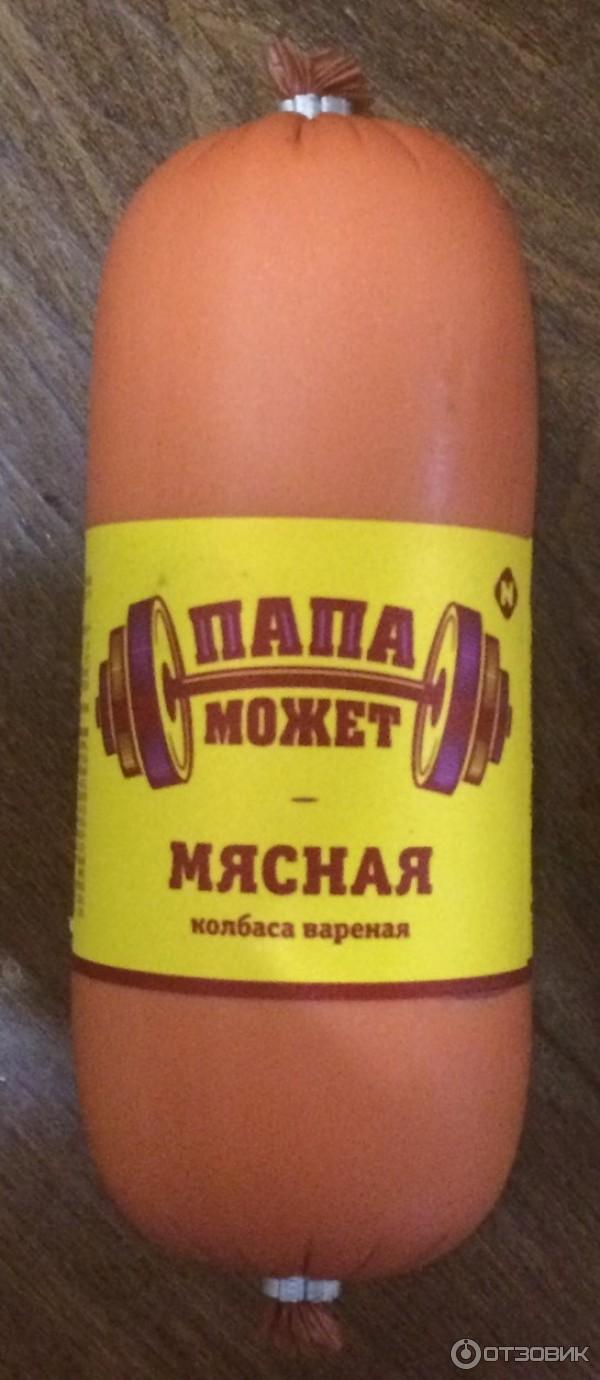 ПАПА
МОЖЕТ
МЯСНАЯ
колбаса вареная
ОТЗОВИК